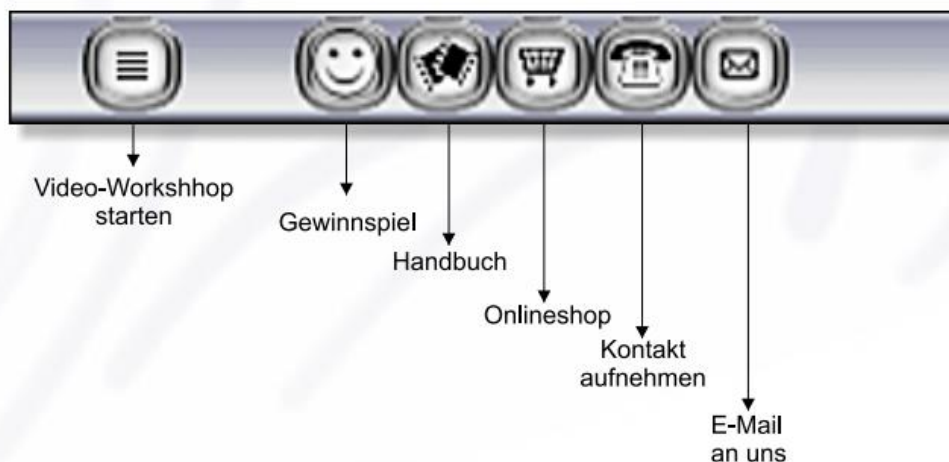 Video-Workshhop
starten
Gewinnspiel
Handbuch
Onlineshop
Kontakt
aufnehmen
E-Mail
an uns